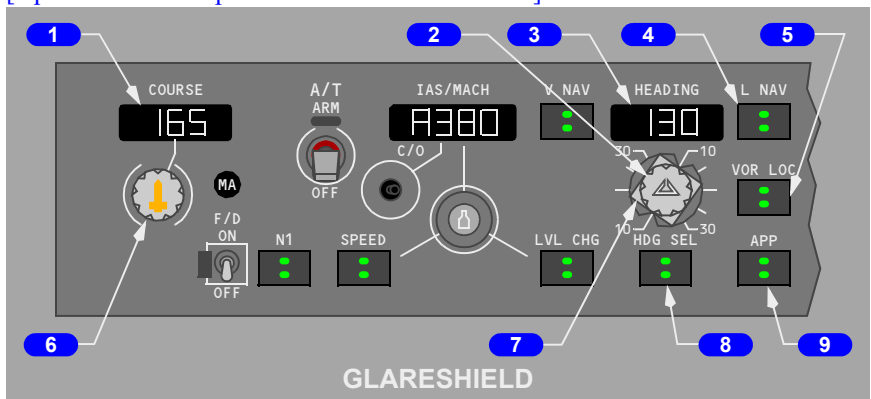 1
2
3
4
5
COURSE
A/T
ARM
IAS/MACH
V NAV
HEADING
L NAV
165
A380
130
C/O
30
10
OFF
VOR LOC
MA
F/D
ON
N1
SPEED
LVL CHG
10
30
HDG SEL
APP
OFF
6
7
8
9
GLARESHIELD